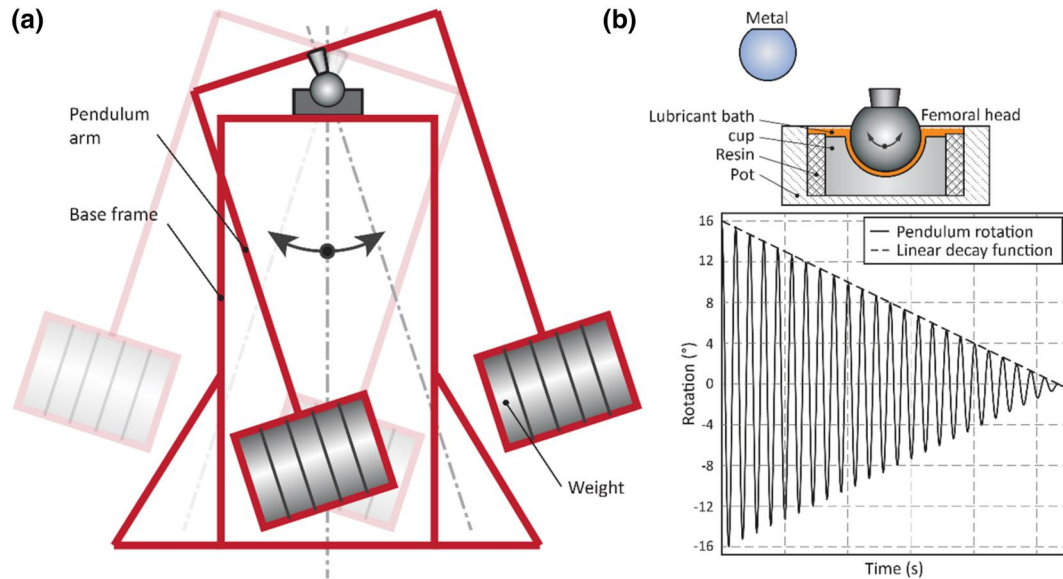 (a)
Pendulum
arm
Base frame
Weight
(b)
Metal
Lubricant bath
cup
Resin
Pot
Femoral head
Pendulum rotation
Linear decay function
16
12
8
4
0
-4
-8
-12
-16
Rotation (°)
Time (s)